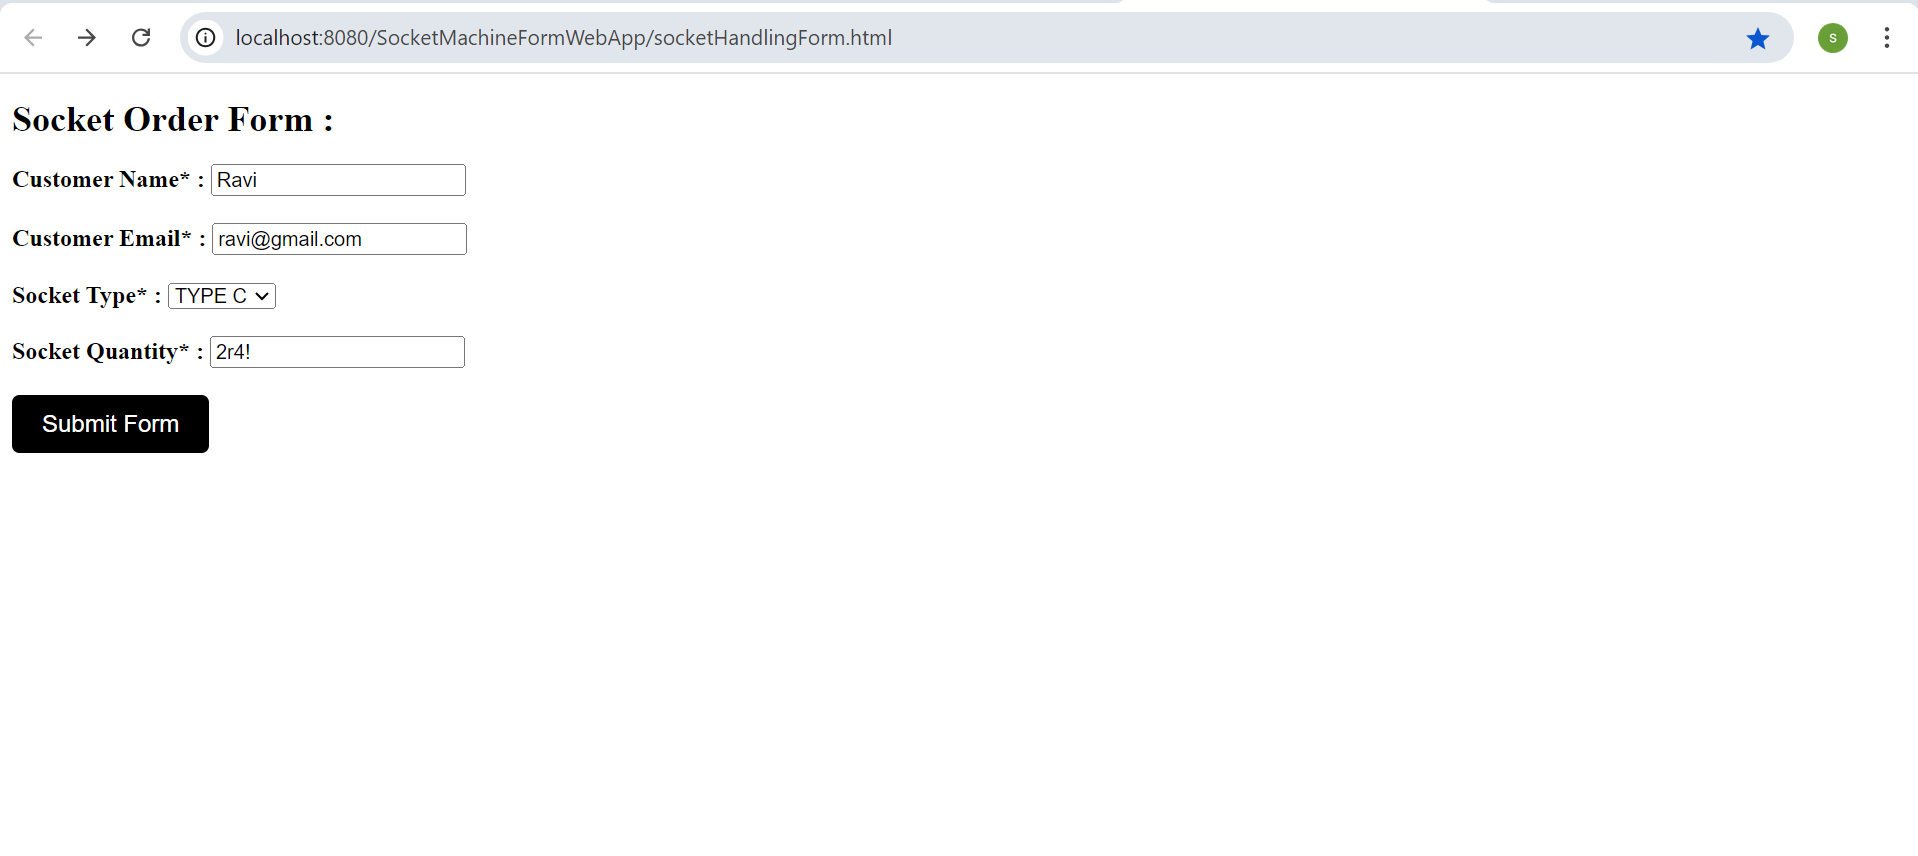 localhost:8080/SocketMachineFormWebApp/socketHandlingForm.html
s
Socket Order Form :
Customer Name* : Ravi
Customer Email* : ravi@gmail.com
Socket Type* : TYPE C
Socket Quantity* : 2r4!
Submit Form